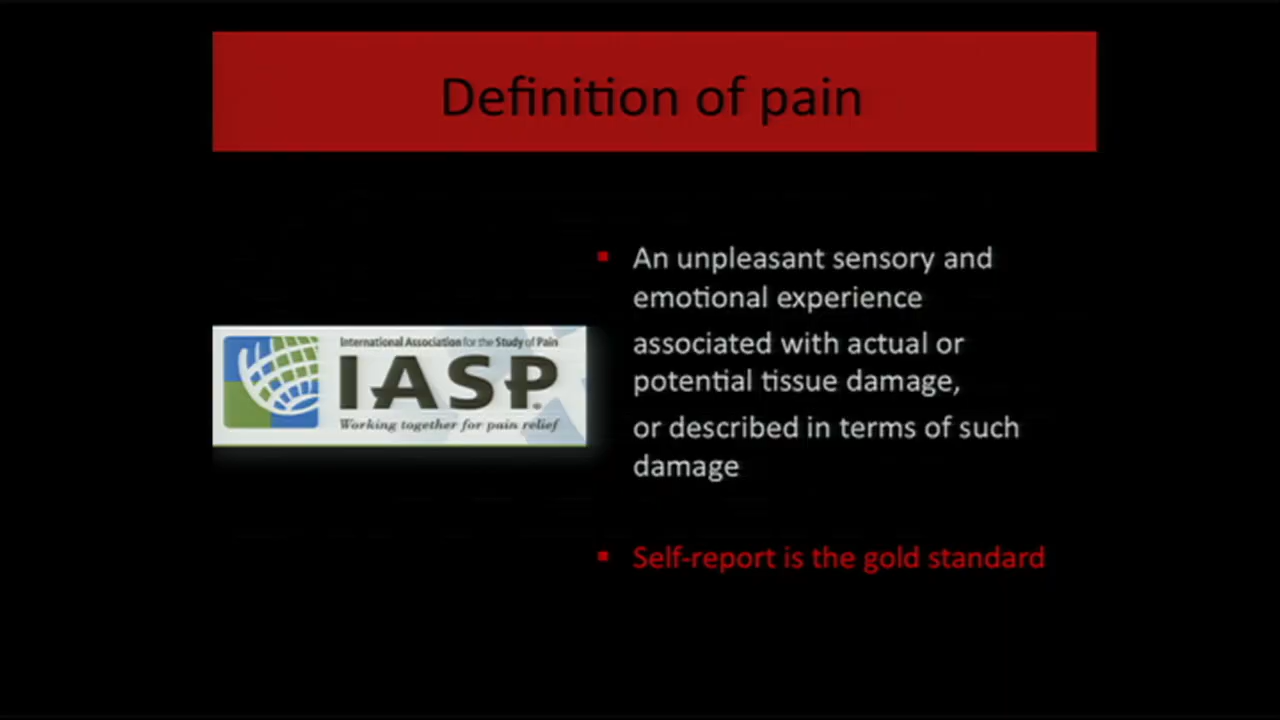 Definition of pain
An unpleasant sensory and
emotional experience
associated with actual or
potential tissue damage,
or described in terms of such
damage
International Association for the Study of Pain
IASP
Working together for pain relief
Self-report is the gold standard